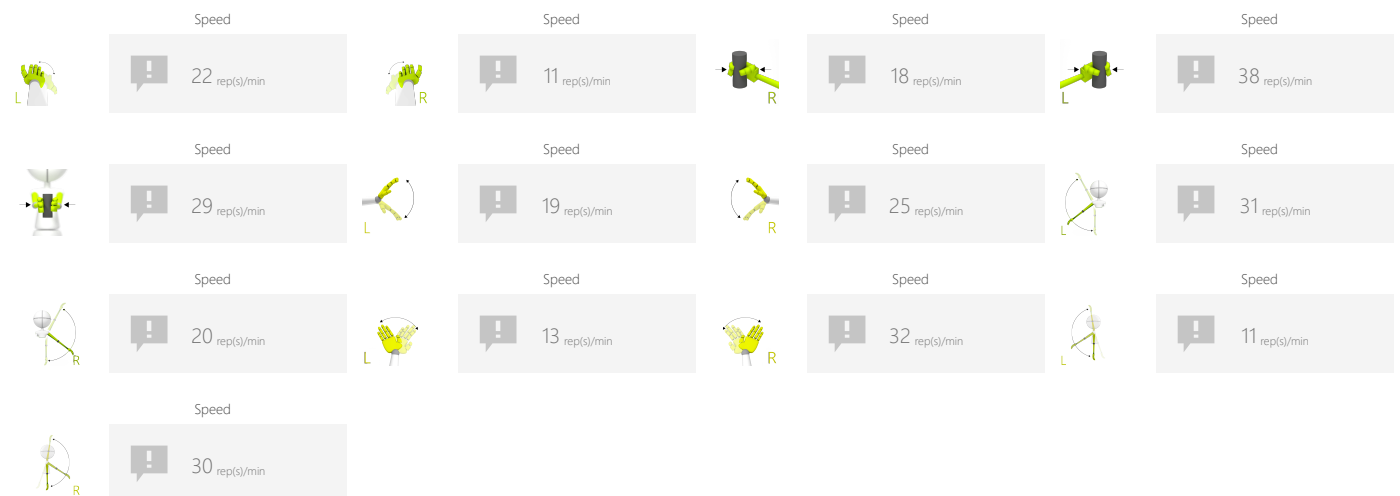 Speed Speed Speed Speed
L 22 rep(s)/min R 11 rep(s)/min R 18 rep(s)/min L 38 rep(s)/min
Speed Speed Speed Speed
29 rep(s)/min L 19 rep(s)/min R 25 rep(s)/min L 31 rep(s)/min
Speed Speed Speed Speed
R 20 rep(s)/min L 13 rep(s)/min R 32 rep(s)/min L 11 rep(s)/min
Speed
R 30 rep(s)/min